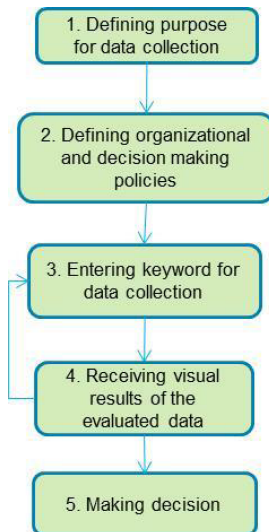 1. Defining purpose
for data collection
2. Defining organizational
and decision making
policies
3. Entering keyword for
data collection
4. Receiving visual
results of the
evaluated data
5. Making decision